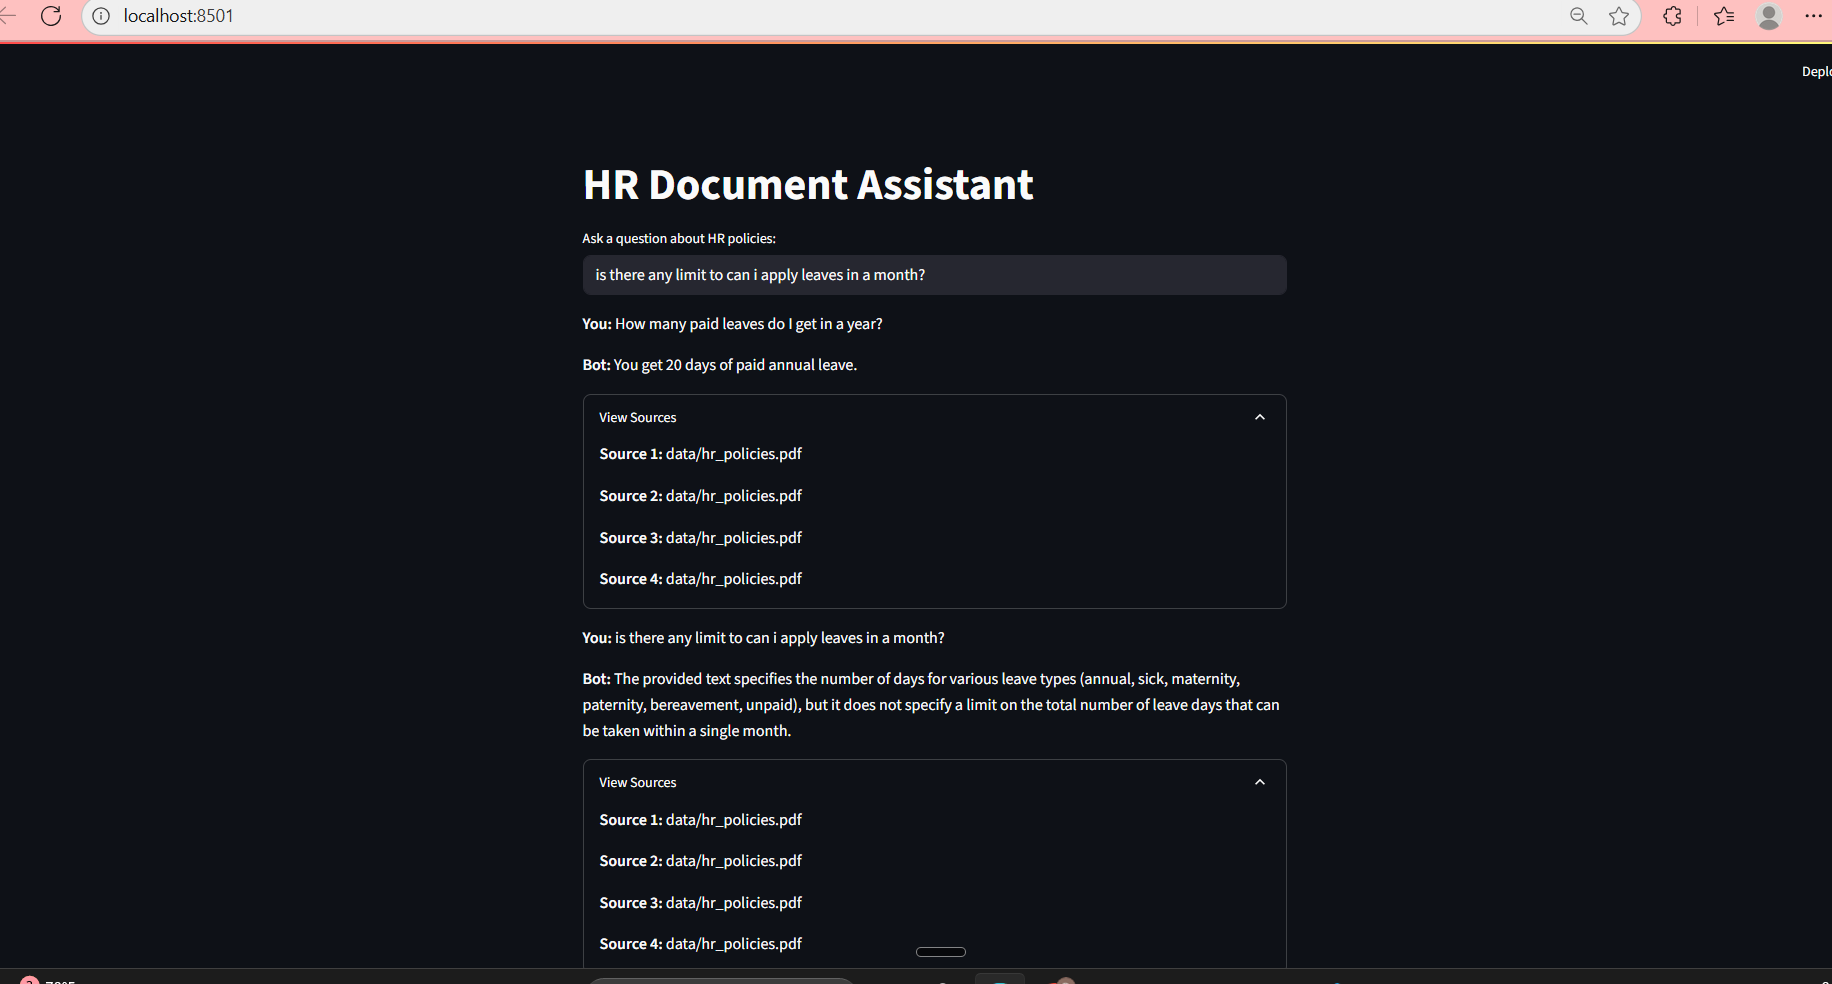 localhost:8501
HR Document Assistant
Ask a question about HR policies:
is there any limit to can i apply leaves in a month?
You: How many paid leaves do I get in a year?
Bot: You get 20 days of paid annual leave.
View Sources
Source 1: data/hr_policies.pdf
Source 2: data/hr_policies.pdf
Source 3: data/hr_policies.pdf
Source 4: data/hr_policies.pdf
You: is there any limit to can i apply leaves in a month?
Bot: The provided text specifies the number of days for various leave types (annual, sick, maternity,
paternity, bereavement, unpaid), but it does not specify a limit on the total number of leave days that can
be taken within a single month.
View Sources
Source 1: data/hr_policies.pdf
Source 2: data/hr_policies.pdf
Source 3: data/hr_policies.pdf
Source 4: data/hr_policies.pdf